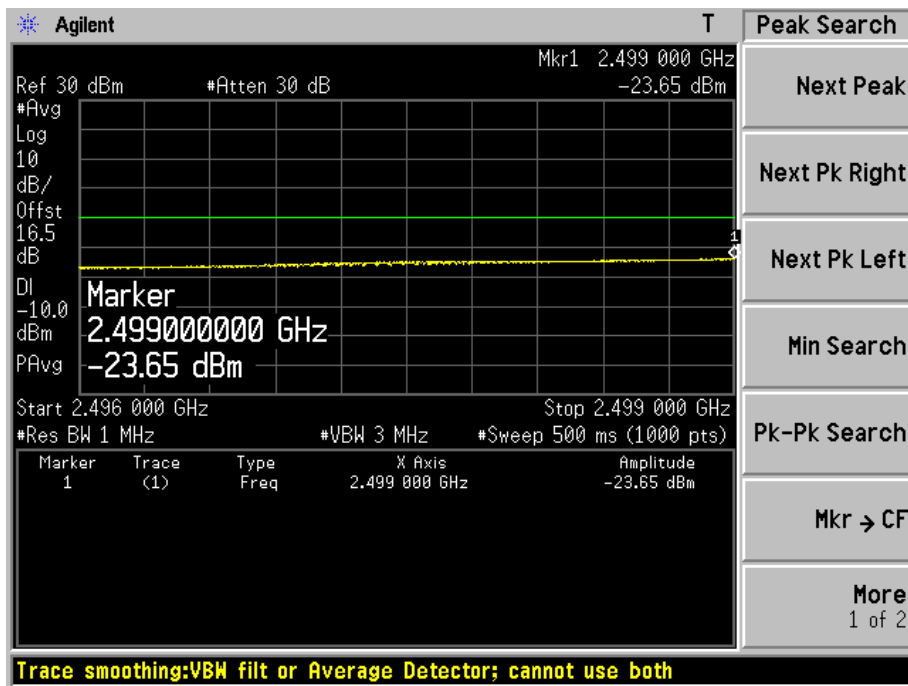 Agilent T Peak Search
Mkr1 2.499 000 GHz
Ref 30 dBm #Atten 30 dB -23.65 dBm
#Avg
Log
10
dB/
Offst
16.5
dB
DI
-10.0
dBm
PAvg
1
Marker
2.499000000 GHz
-23.65 dBm
Start 2.496 000 GHz Stop 2.499 000 GHz
#Res BW 1 MHz #VBW 3 MHz #Sweep 500 ms (1000 pts)
Marker Trace Type X Axis Amplitude
1 (1) Freq 2.499 000 GHz -23.65 dBm
Next Peak
Next Pk Right
Next Pk Left
Min Search
Pk-Pk Search
Mkr → CF
More
1 of 2
Trace smoothing:VBW filt or Average Detector; cannot use both